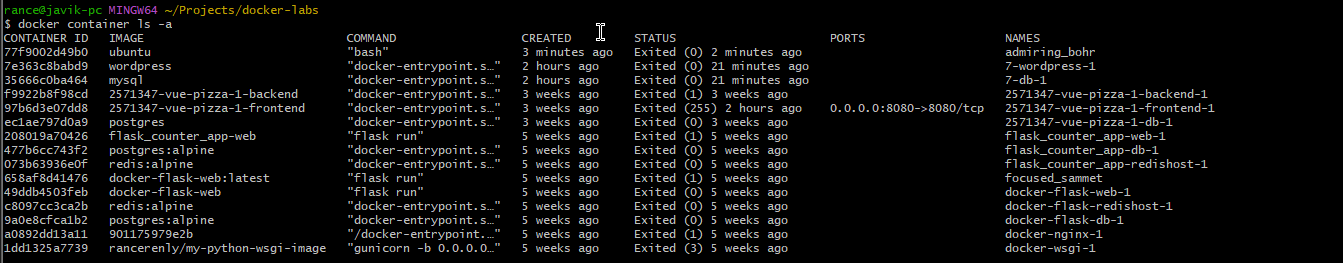 rance@javik-pc MINGW64 ~/Projects/docker-labs
$ docker container ls -a
CONTAINER ID   IMAGE                            COMMAND                  CREATED         STATUS                     PORTS                    NAMES
77f9002d49b0   ubuntu                           "bash"                   3 minutes ago   Exited (0) 2 minutes ago                            admiring_bohr
7e363c8babd9   wordpress                        "docker-entrypoint.s…"   2 hours ago     Exited (0) 21 minutes ago                           7-wordpress-1
35666c0ba464   mysql                            "docker-entrypoint.s…"   2 hours ago     Exited (0) 21 minutes ago                           7-db-1
f9922b8f98cd   2571347-vue-pizza-1-backend      "docker-entrypoint.s…"   3 weeks ago     Exited (1) 3 weeks ago                              2571347-vue-pizza-1-backend-1
97b6d3e07dd8   2571347-vue-pizza-1-frontend     "docker-entrypoint.s…"   3 weeks ago     Exited (255) 2 hours ago   0.0.0.0:8080->8080/tcp   2571347-vue-pizza-1-frontend-1
ec1ae797d0a9   postgres                         "docker-entrypoint.s…"   3 weeks ago     Exited (0) 3 weeks ago                              2571347-vue-pizza-1-db-1
208019a70426   flask_counter_app-web            "flask run"              5 weeks ago     Exited (1) 5 weeks ago                              flask_counter_app-web-1
477b6cc743f2   postgres:alpine                  "docker-entrypoint.s…"   5 weeks ago     Exited (0) 5 weeks ago                              flask_counter_app-db-1
073b63936e0f   redis:alpine                     "docker-entrypoint.s…"   5 weeks ago     Exited (0) 5 weeks ago                              flask_counter_app-redishost-1
658af8d41476   docker-flask-web:latest          "flask run"              5 weeks ago     Exited (1) 5 weeks ago                              focused_sammet
49ddb4503feb   docker-flask-web                 "flask run"              5 weeks ago     Exited (0) 5 weeks ago                              docker-flask-web-1
c8097cc3ca2b   redis:alpine                     "docker-entrypoint.s…"   5 weeks ago     Exited (0) 5 weeks ago                              docker-flask-redishost-1
9a0e8cfca1b2   postgres:alpine                  "docker-entrypoint.s…"   5 weeks ago     Exited (0) 5 weeks ago                              docker-flask-db-1
a0892dd13a11   901175979e2b                     "/docker-entrypoint.…"   5 weeks ago     Exited (1) 5 weeks ago                              docker-nginx-1
1dd1325a7739   rancerenly/my-python-wsgi-image   "gunicorn -b 0.0.0.0…"   5 weeks ago     Exited (3) 5 weeks ago                              docker-wsgi-1